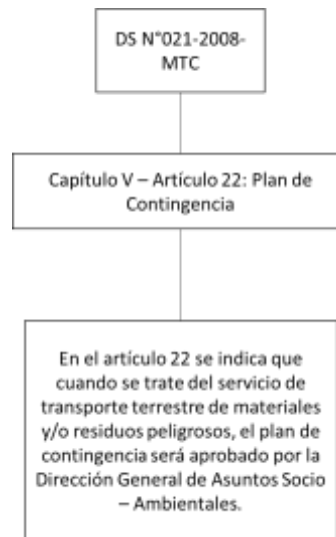 DS N°021-2008-
MTC
Capítulo V – Artículo 22: Plan de
Contingencia
En el artículo 22 se indica que
cuando se trate del servicio de
transporte terrestre de materiales
y/o residuos peligrosos, el plan de
contingencia será aprobado por la
Dirección General de Asuntos Socio
– Ambientales.